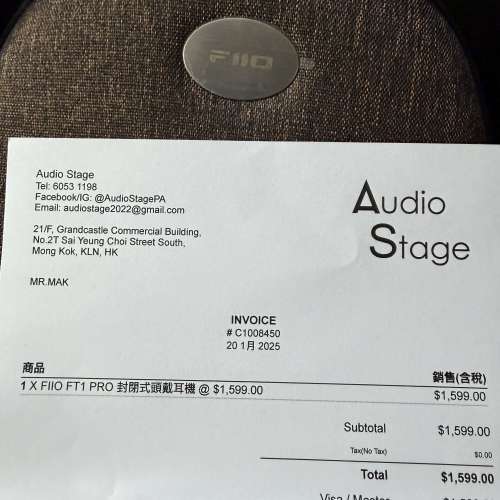 FIIO
Audio Stage
Tel: 6053 1198
Facebook/IG: @AudioStagePA
Email: audiostage2022@gmail.com
21/F, Grandcastle Commercial Building,
No.2T Sai Yeung Choi Street South,
Mong Kok, KLN, HK
Audio
Stage
MR.MAK
INVOICE
# C1008450
20 1月 2025
商品 銷售(含稅)
1 X FIIO FT1 PRO 封閉式頭戴耳機 @ $1,599.00 $1,599.00
Subtotal $1,599.00
Tax(No Tax) $0.00
Total $1,599.00
Visa / Master